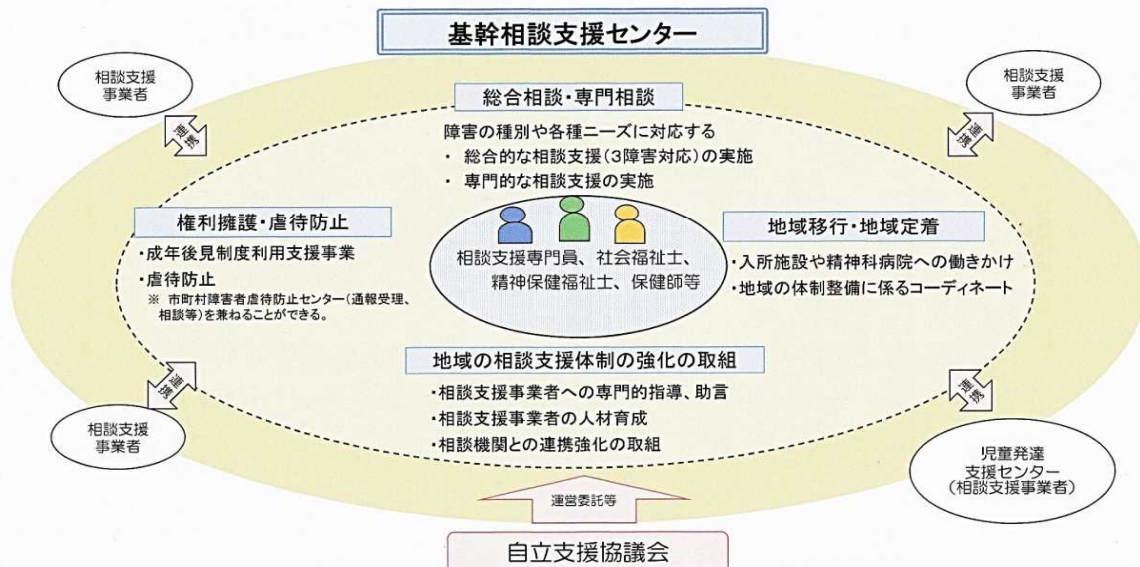 基幹相談支援センター
相談支援
事業者
連携
相談支援
事業者
連携
総合相談・専門相談
障害の種別や各種ニーズに対応する
・ 総合的な相談支援(3障害対応)の実施
・ 専門的な相談支援の実施
権利擁護・虐待防止
・成年後見制度利用支援事業
・虐待防止
※ 市町村障害者虐待防止センター(通報受理、
相談等)を兼ねることができる。
相談支援専門員、社会福祉士、
精神保健福祉士、保健師等
地域移行・地域定着
・入所施設や精神科病院への働きかけ
・地域の体制整備に係るコーディネート
地域の相談支援体制の強化の取組
・相談支援事業者への専門的指導、助言
・相談支援事業者の人材育成
・相談機関との連携強化の取組
連携
相談支援
事業者
連携
児童発達
支援センター
(相談支援事業者)
運営委託等
自立支援協議会